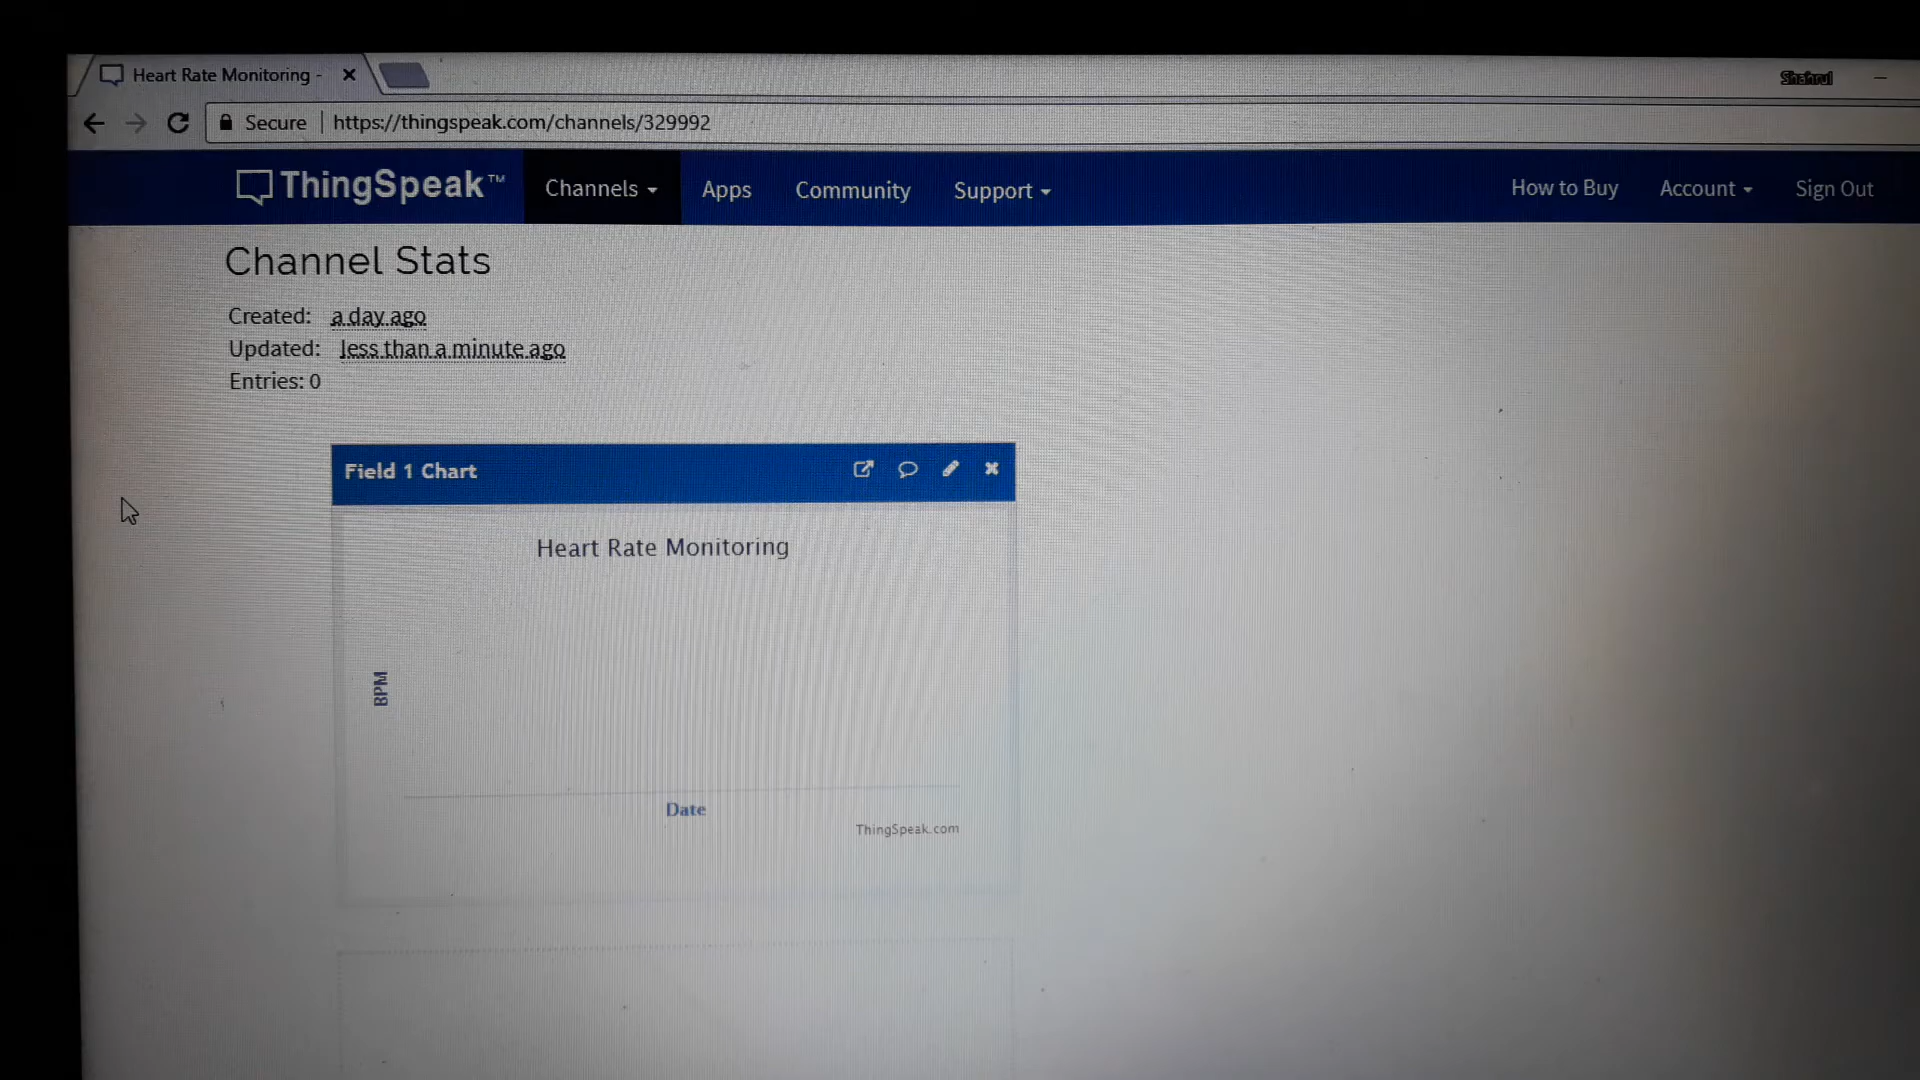 Heart Rate Monitoring -
Shahrul
Secure https://thingspeak.com/channels/329992
ThingSpeak™ Channels Apps Community Support How to Buy Account Sign Out
Channel Stats
Created: a day ago
Updated: less than a minute ago
Entries: 0
Field 1 Chart
Heart Rate Monitoring
BPM
Date
ThingSpeak.com